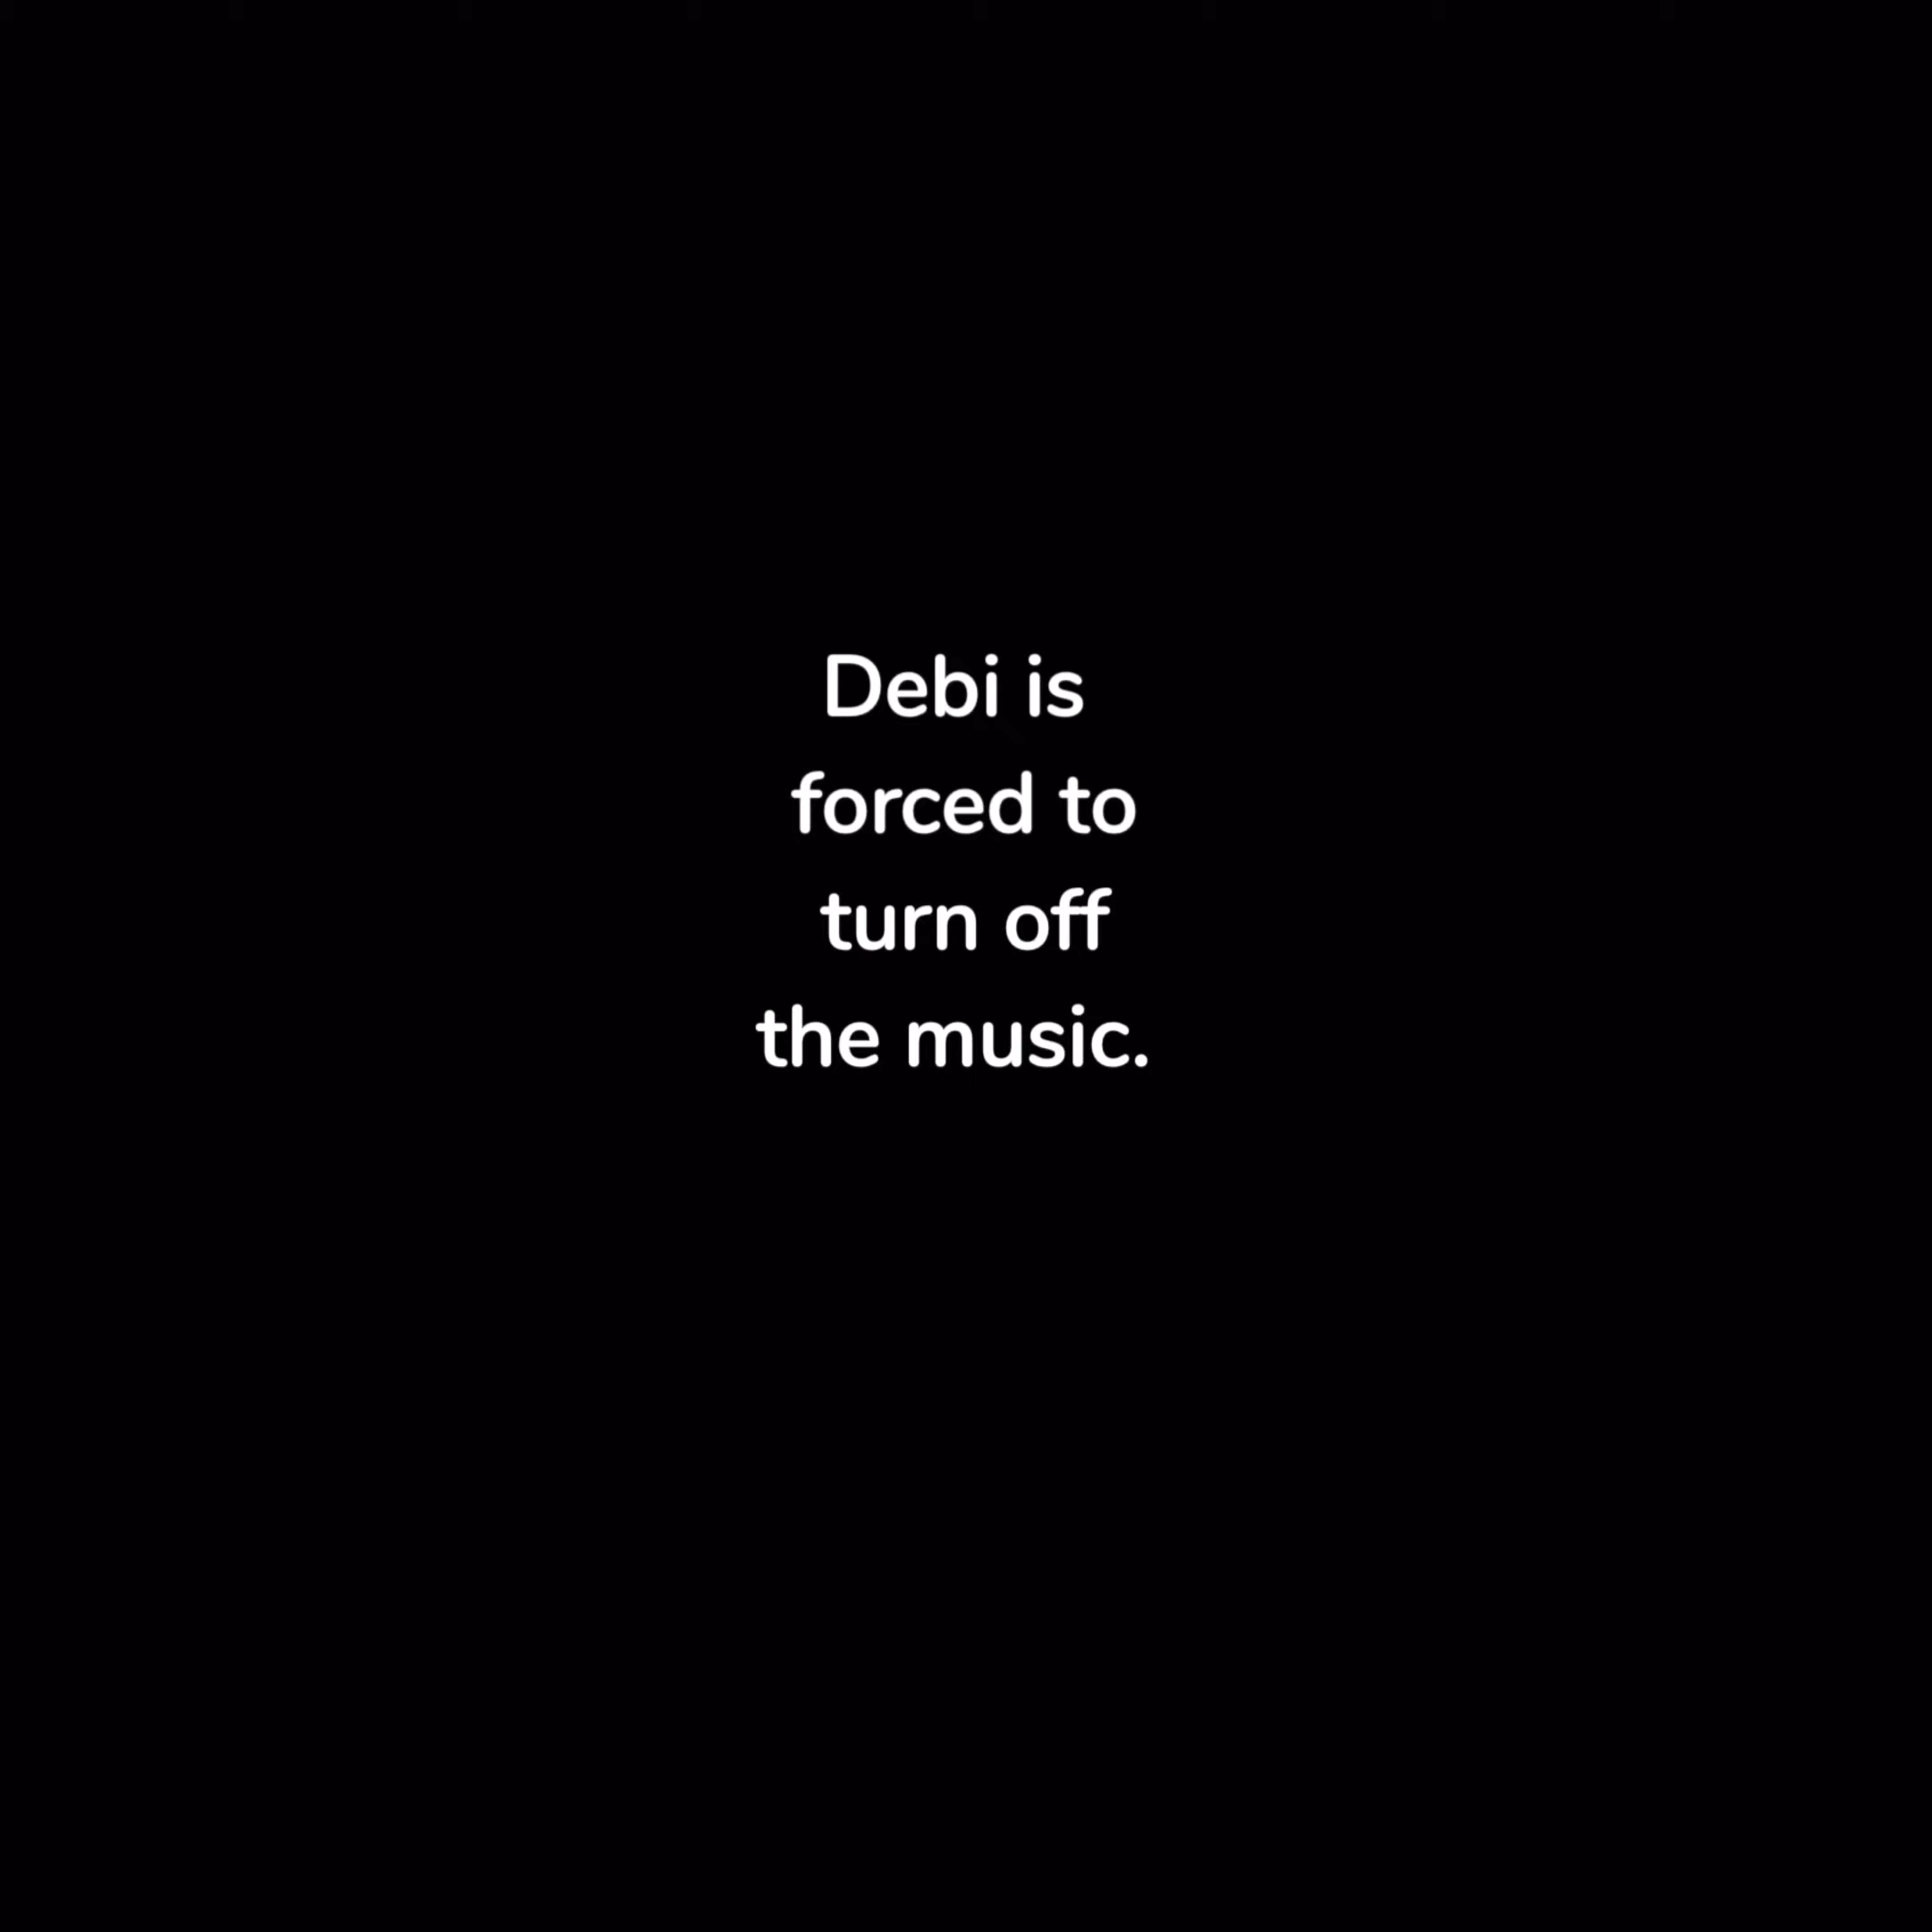 Debi is
forced to
turn off
the music.